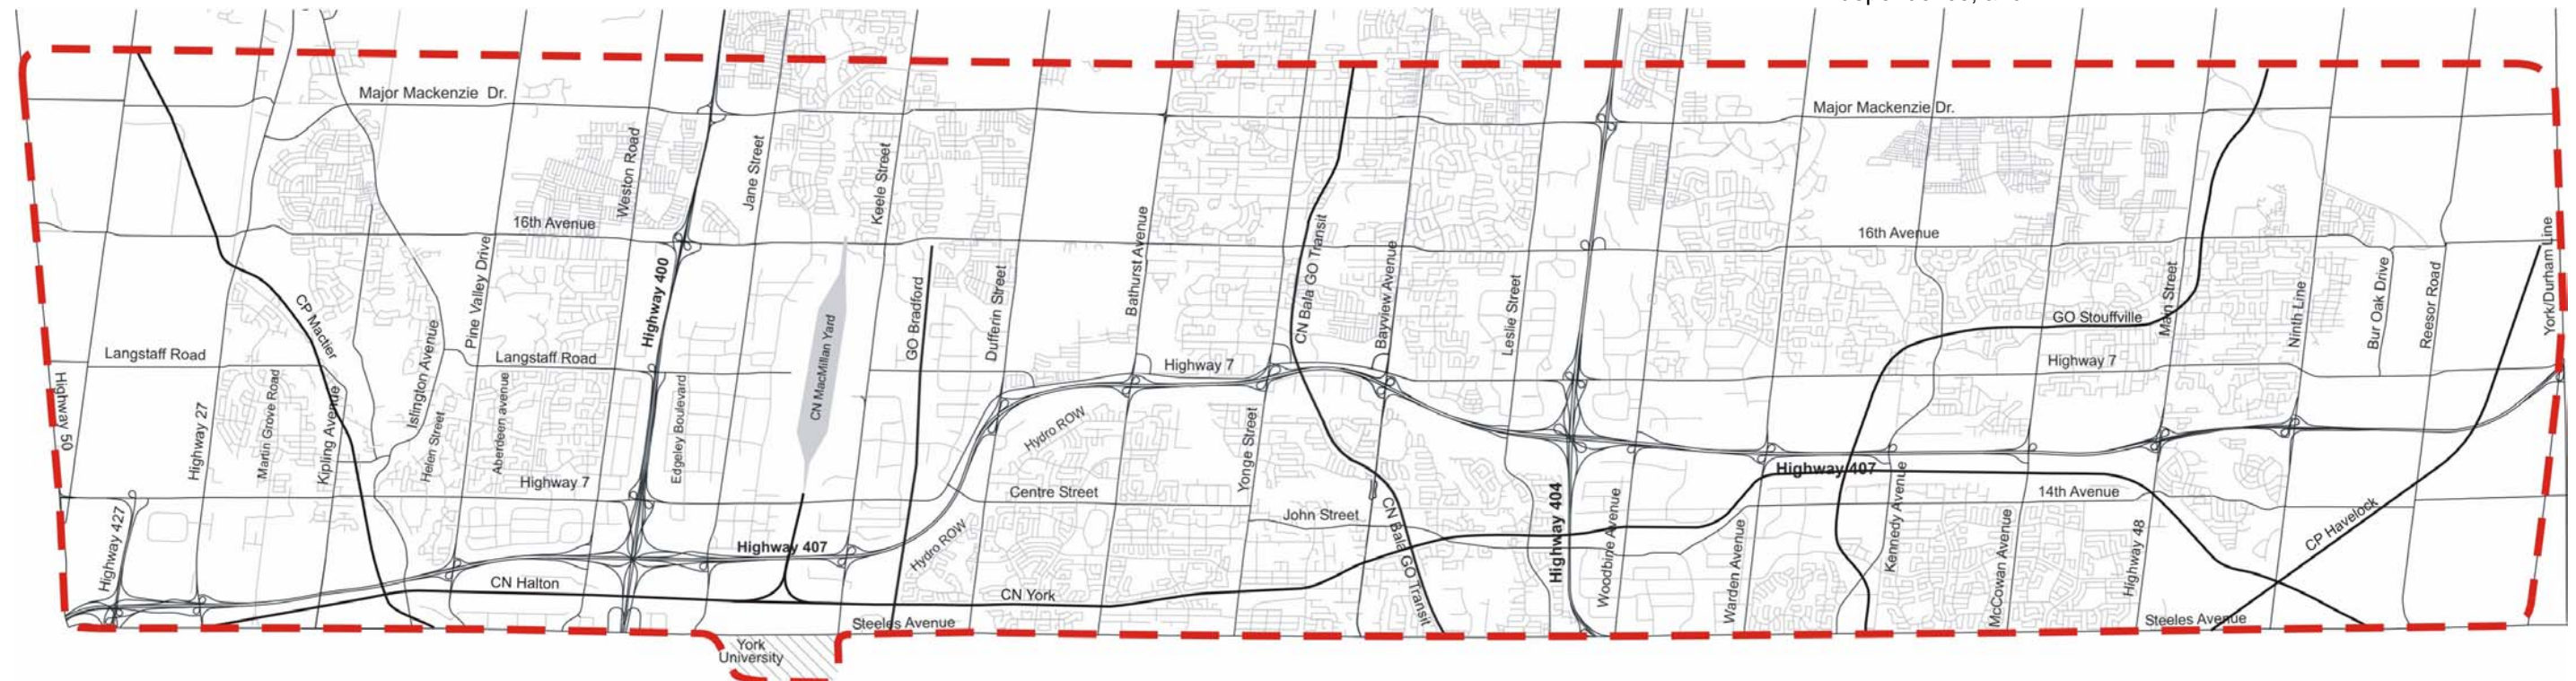 Major Mackenzie Dr.
Major Mackenzie Dr.
Weston Road
Jane Street
Keele Street
16th Avenue
16th Avenue
Pine Valley Drive
Highway 400
Bathurst Avenue
CN Bala GO Transit
Bayview Avenue
York/Durham Line
CP Mactier
GO Bradford
Dufferin Street
Leslie Street
Main Street
Ninth Line
Bur Oak Drive
Reesor Road
GO Stouffville
Islington Avenue
CN MacMillan Yard
Langstaff Road
Langstaff Road
Highway 7
Highway 7
Highway 50
Highway 27
Martin Grove Road
Kipling Avenue
Helen Street
Aberdeen avenue
Edgeley Boulevard
Hydro ROW
Yonge Street
Highway 407
Highway 7
Centre Street
14th Avenue
John Street
Highway 427
Highway 404
Woodbine Avenue
Warden Avenue
Kennedy Avenue
McCowan Avenue
Highway 48
CP Havelock
CN Bala GO Transit
Highway 407
Hydro ROW
CN Halton
CN York
Steeles Avenue
Steeles Avenue
York
University